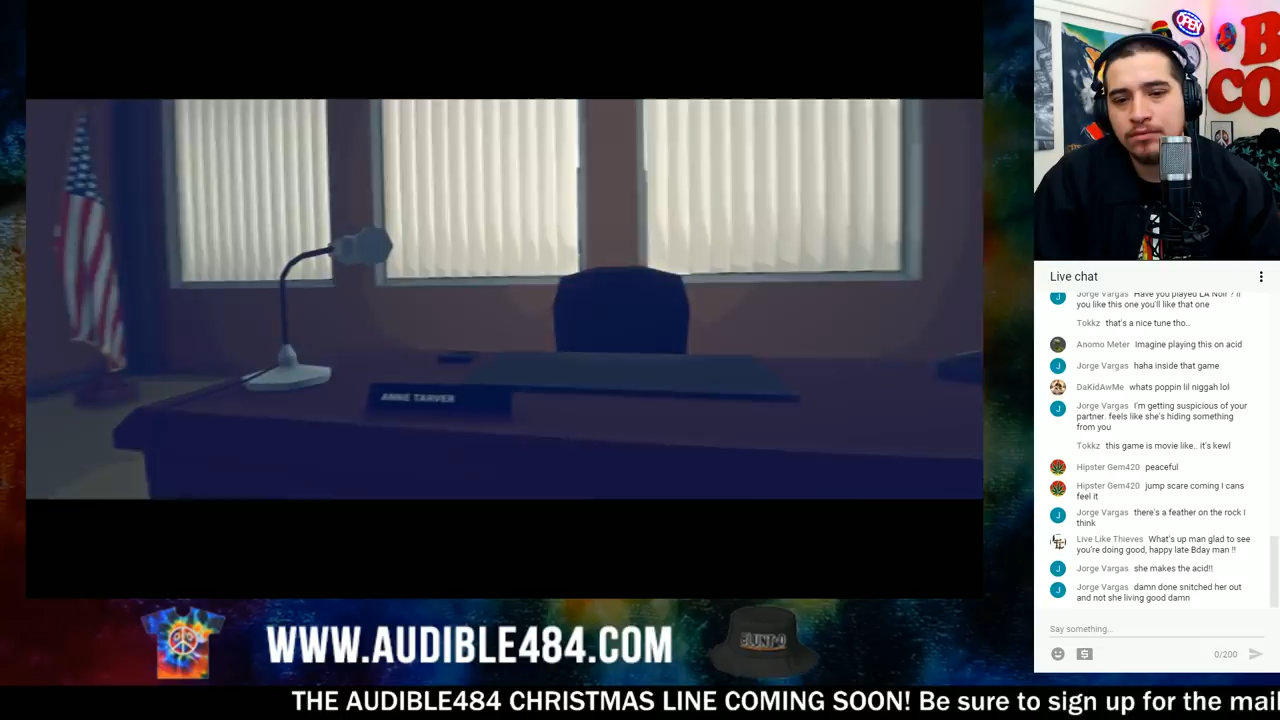 ANNE TARVER
OPEN
B
CO
Live chat
Jorge Vargas Have you played LA Noir ? if
you like this one you'll like that one
Tokkz that's a nice tune tho..
Anomo Meter Imagine playing this on acid
Jorge Vargas haha inside that game
DaKidAwMe whats poppin lil niggah lol
Jorge Vargas I'm getting suspicious of your
partner. feels like she's hiding something
from you
Tokkz this game is movie like.. it's kewl
Hipster Gem420 peaceful
Hipster Gem420 jump scare coming I cans
feel it
Jorge Vargas there's a feather on the rock I
think
Live Like Thieves What's up man glad to see
you're doing good, happy late Bday man !!
Jorge Vargas she makes the acid!!
Jorge Vargas damn done snitched her out
and not she living good damn
Say something...
0/200
WWW.AUDIBLE484.COM
THE AUDIBLE484 CHRISTMAS LINE COMING SOON! Be sure to sign up for the mai